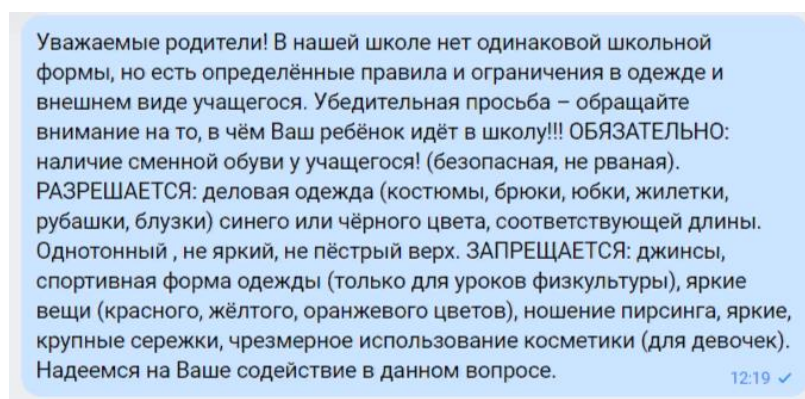 Уважаемые родители! В нашей школе нет одинаковой школьной
формы, но есть определённые правила и ограничения в одежде и
внешнем виде учащегося. Убедительная просьба – обращайте
внимание на то, в чём Ваш ребёнок идёт в школу!!! ОБЯЗАТЕЛЬНО:
наличие сменной обуви у учащегося! (безопасная, не рваная).
РАЗРЕШАЕТСЯ: деловая одежда (костюмы, брюки, юбки, жилетки,
рубашки, блузки) синего или чёрного цвета, соответствующей длины.
Однотонный , не яркий, не пёстрый верх. ЗАПРЕЩАЕТСЯ: джинсы,
спортивная форма одежды (только для уроков физкультуры), яркие
вещи (красного, жёлтого, оранжевого цветов), ношение пирсинга, яркие,
крупные сережки, чрезмерное использование косметики (для девочек).
Надеемся на Ваше содействие в данном вопросе.
12:19